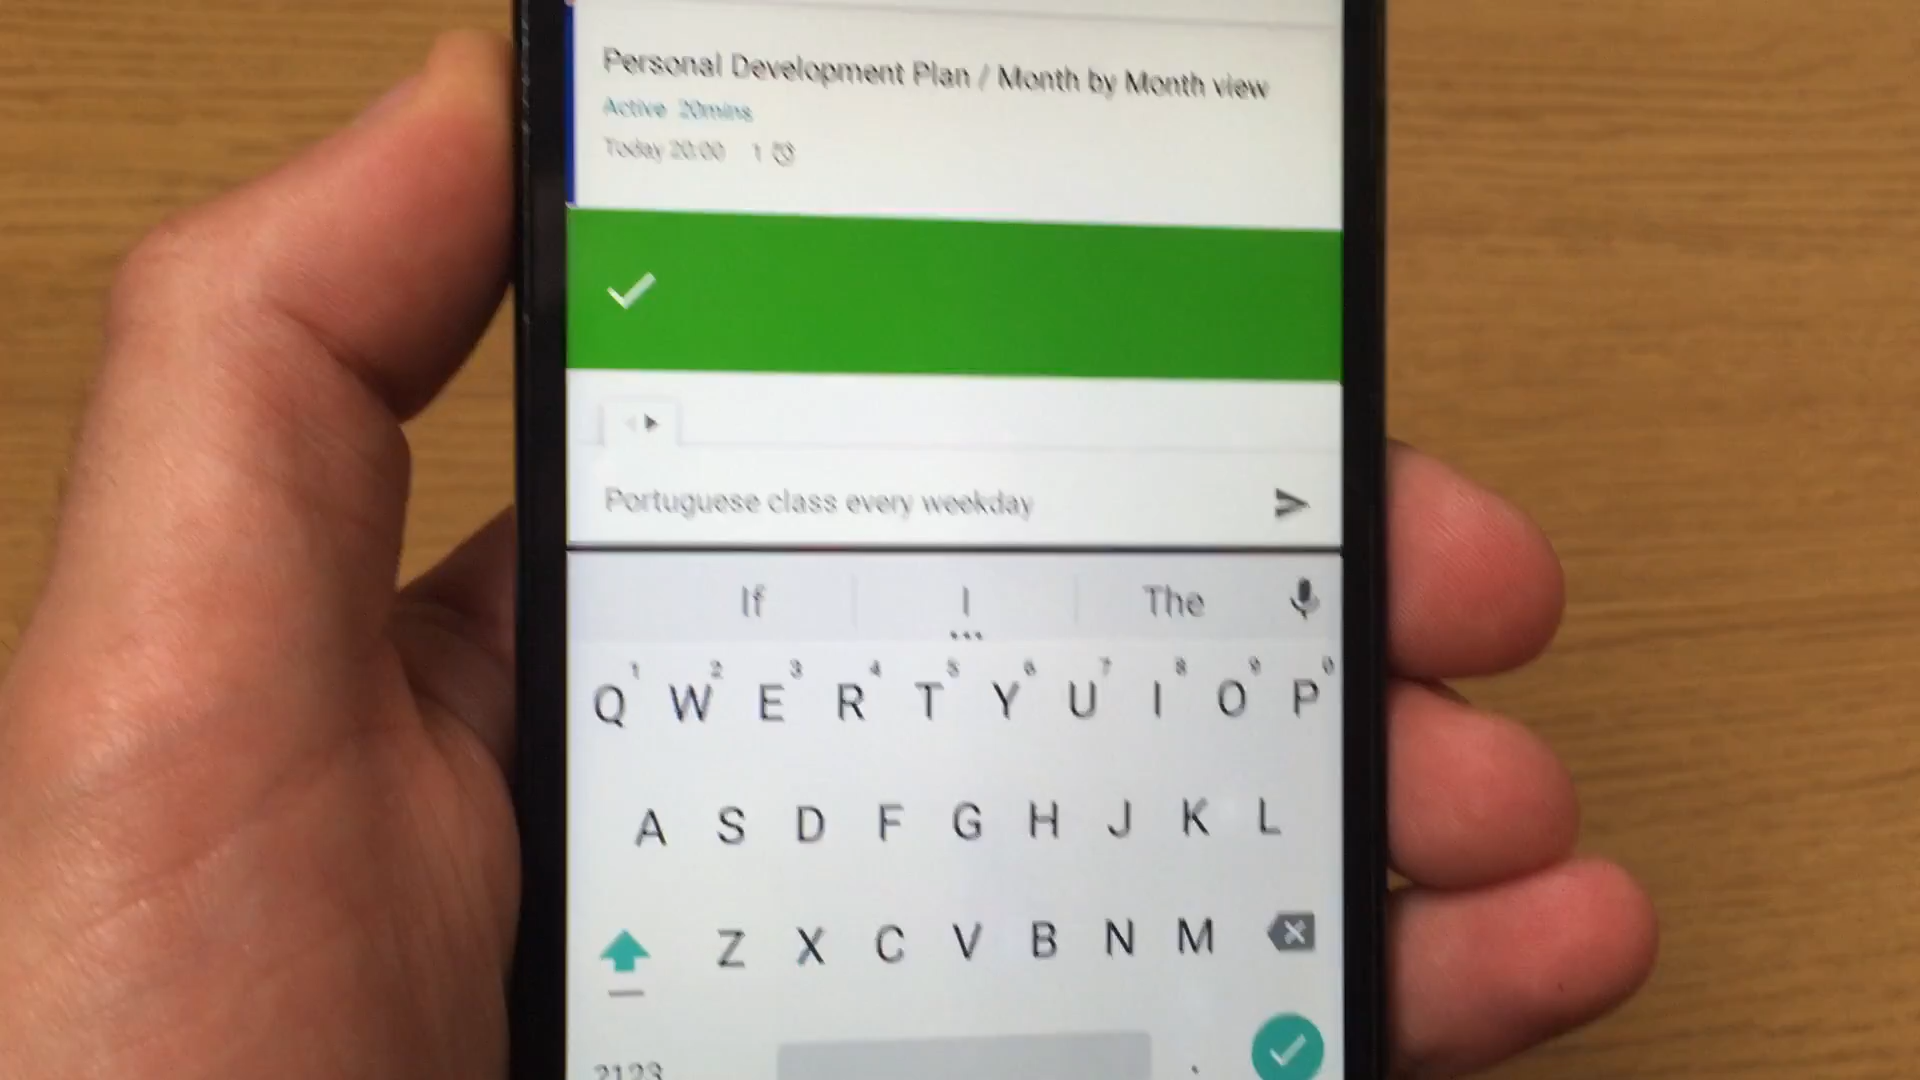 Personal Development Plan / Month by Month view
Active 20mins
Today 20:00 1
Portuguese class every weekday
If I The
...
1 2 3 4 5 6 7 8 9 0
Q W E R T Y U I O P
A S D F G H J K L
Z X C V B N M
?123 .